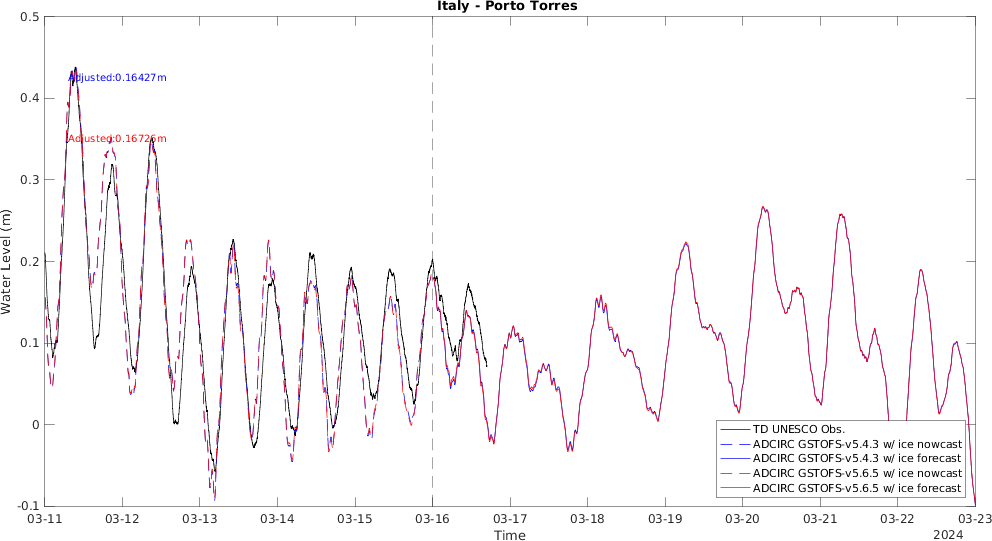 Italy - Porto Torres
0.5
0.4
0.3
0.2
0.1
0
-0.1
Water Level (m)
Adjusted:0.16427m
Adjusted:0.16726m
TD UNESCO Obs.
ADCIRC GSTOFS-v5.4.3 w/ ice nowcast
ADCIRC GSTOFS-v5.4.3 w/ ice forecast
ADCIRC GSTOFS-v5.6.5 w/ ice nowcast
ADCIRC GSTOFS-v5.6.5 w/ ice forecast
03-11 03-12 03-13 03-14 03-15 03-16 03-17 03-18 03-19 03-20 03-21 03-22 03-23
Time
2024